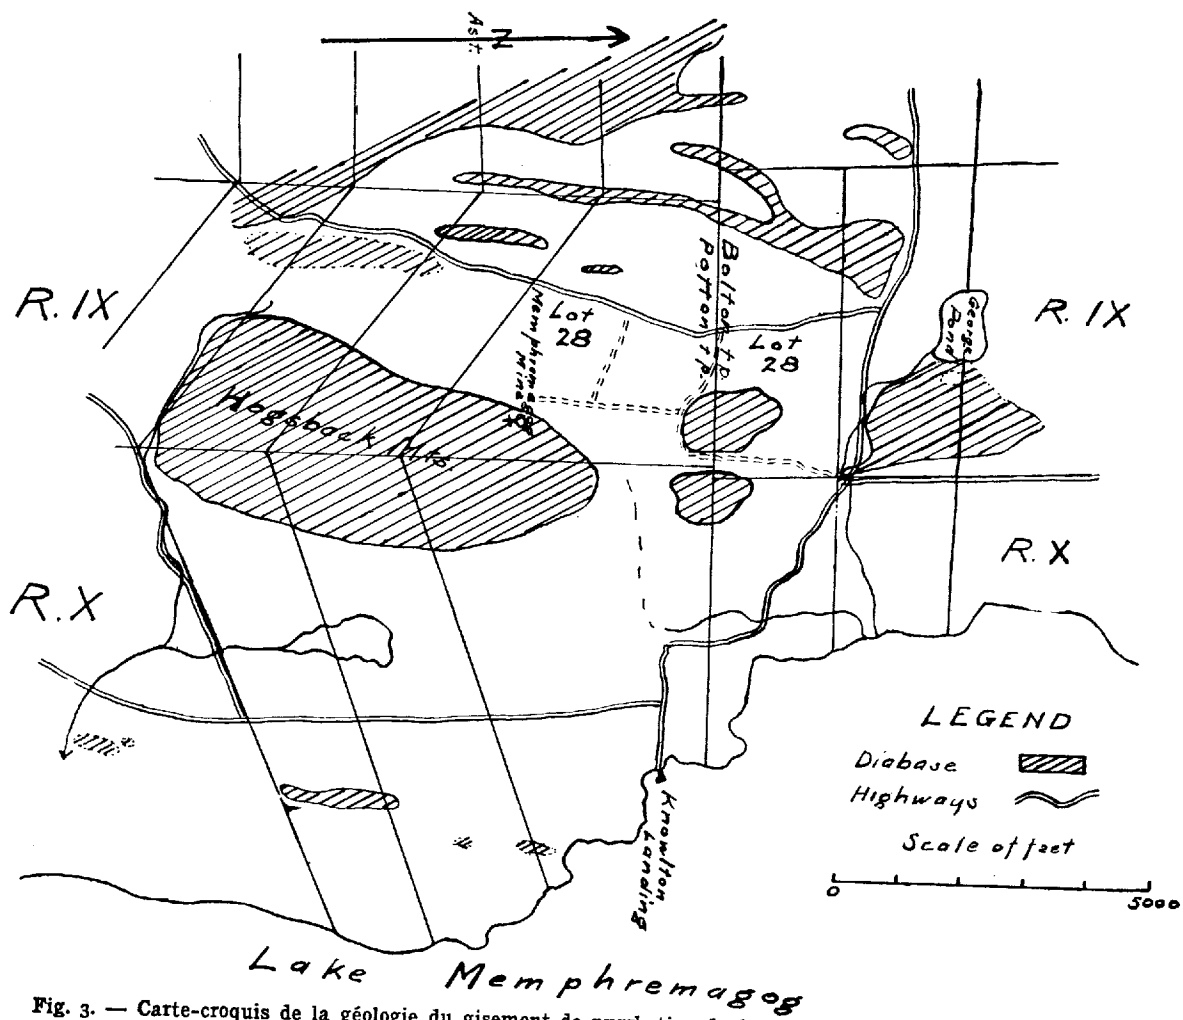 Ast. N
R. IX
R. IX
Lot
28
Memphremagog
Mine
Bolton tp.
Potton tp.
Lot
28
George
Pond
Hogsback Mts.
R. X
R. X
LEGEND
Diabase
Highways
Scale of feet
0 5000
Knowlton
Landing
Lake Memphremagog
Fig. 3. — Carte-croquis de la géologie du gisement de